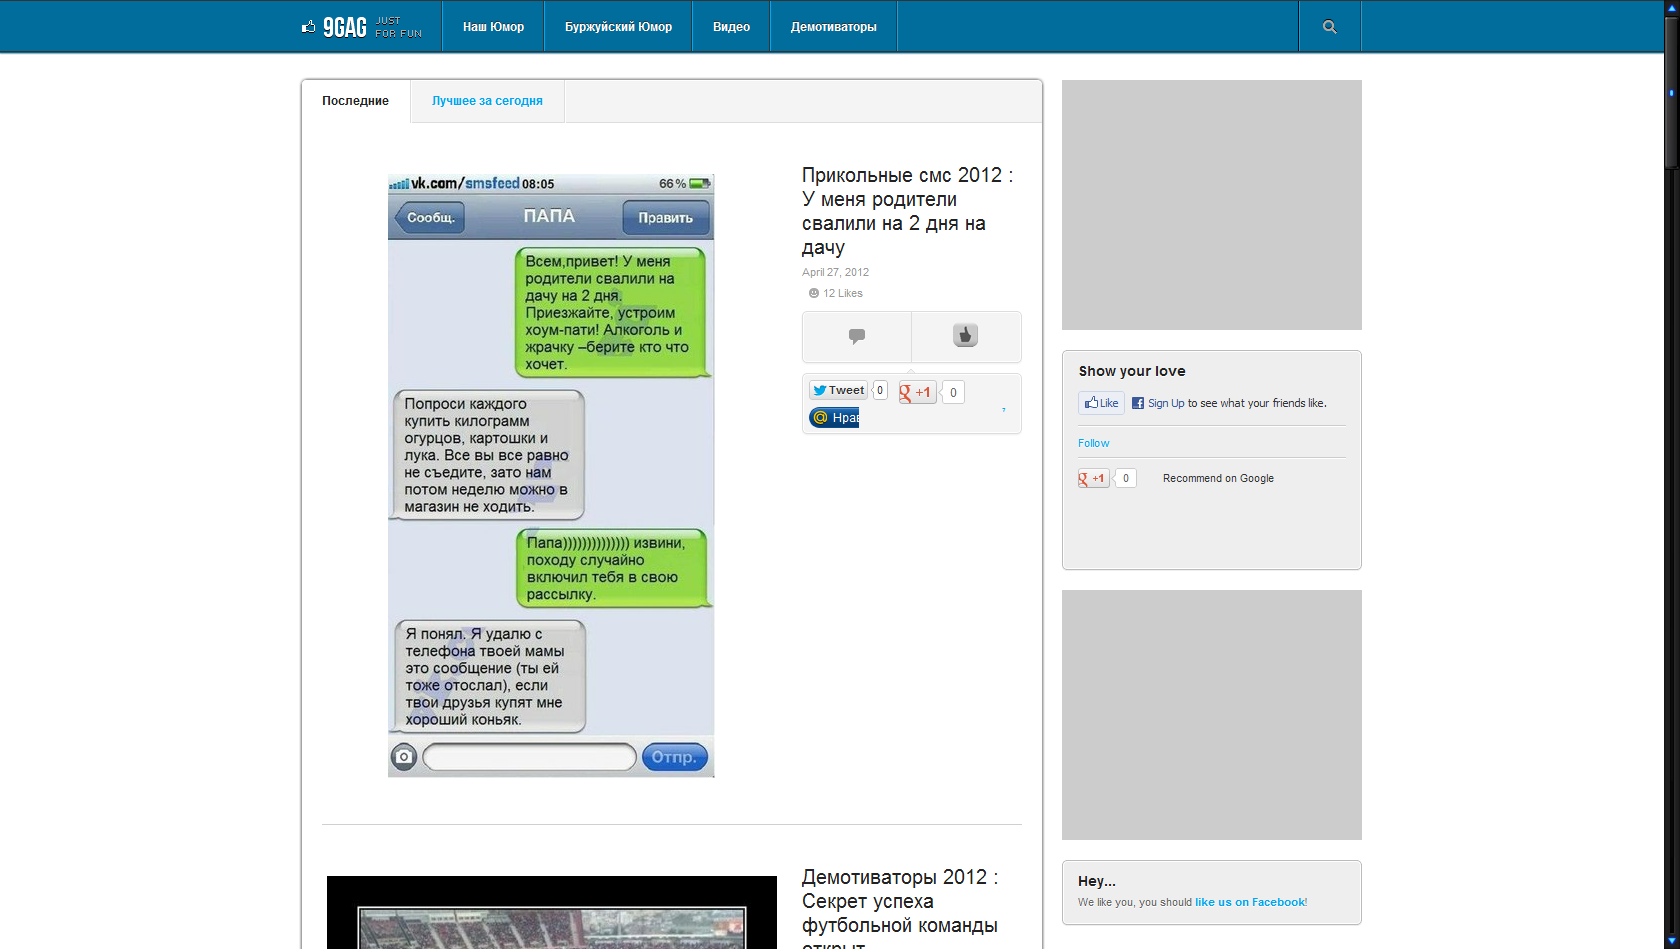 9GAG
JUST
FOR FUN
Наш Юмор
Буржуйский Юмор
Видео
Демотиваторы
Последние
Лучшее за сегодня
vk.com/smsfeed 08:05
66 %
Сообщ.
ПАПА
Править
Всем,привет! У меня
родители свалили на
дачу на 2 дня.
Приезжайте, устроим
хоум-пати! Алкоголь и
жрачку –берите кто что
хочет.
Попроси каждого
купить килограмм
огурцов, картошки и
лука. Все вы все равно
не съедите, зато нам
потом неделю можно в
магазин не ходить.
Папа)))))))))))))) извини,
походу случайно
включил тебя в свою
рассылку.
Я понял. Я удалю с
телефона твоей мамы
это сообщение (ты ей
тоже отослал), если
твои друзья купят мне
хороший коньяк.
Отпр.
Прикольные смс 2012 :
У меня родители
свалили на 2 дня на
дачу
April 27, 2012
12 Likes
Tweet 0
g +1 0
@ Нрав
?
Show your love
Like
Sign Up to see what your friends like.
Follow
g +1 0
Recommend on Google
Hey...
We like you, you should like us on Facebook!
Демотиваторы 2012 :
Секрет успеха
футбольной команды
открыт